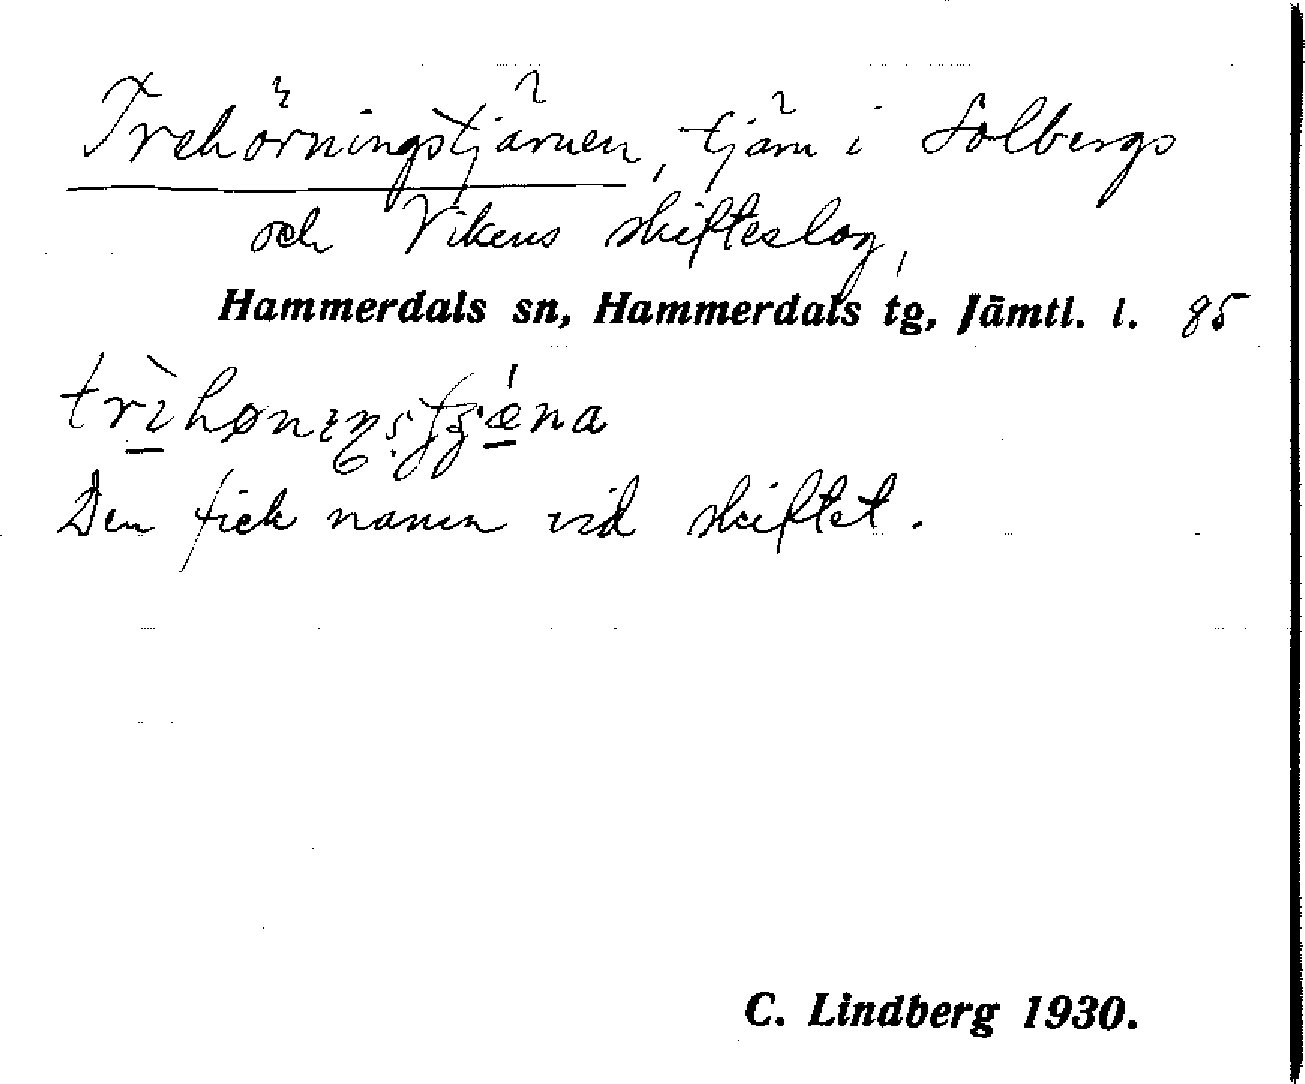 Trehörningstjärnen, tjärn i Solbergs
och Vikens skifteslag,
Hammerdals sn, Hammerdals tg, Jämtl. l. 85
Den fick namn vid skiftet.
C. Lindberg 1930.